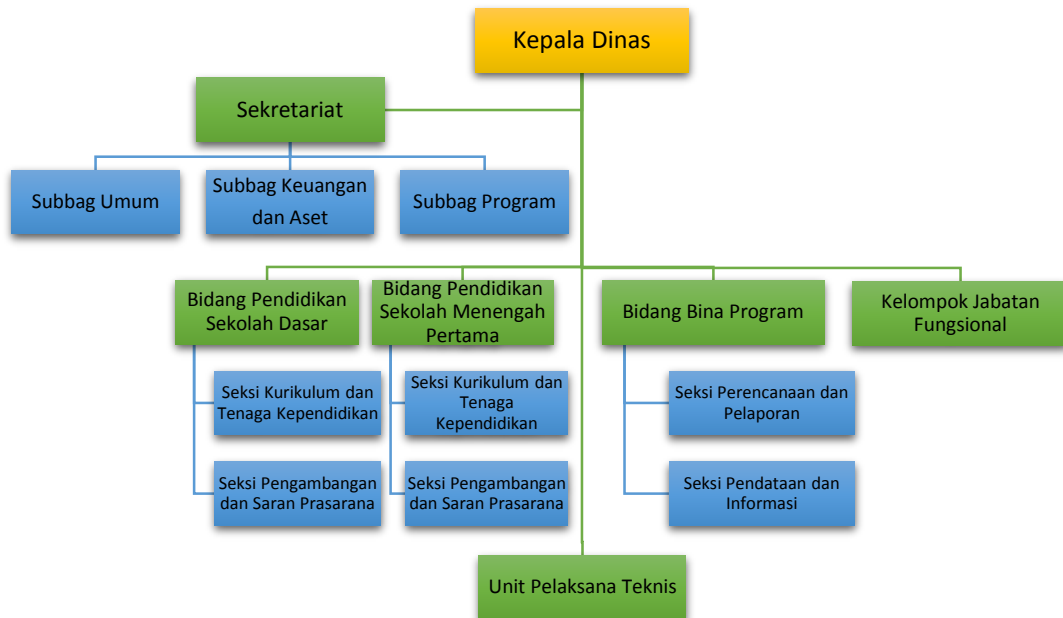 Kepala Dinas
Sekretariat
Subbag Umum
Subbag Keuangan
dan Aset
Subbag Program
Bidang Pendidikan
Sekolah Dasar
Bidang Pendidikan
Sekolah Menengah
Pertama
Bidang Bina Program
Kelompok Jabatan
Fungsional
Seksi Kurikulum dan
Tenaga Kependidikan
Seksi Kurikulum dan
Tenaga
Kependidikan
Seksi Perencanaan dan
Pelaporan
Seksi Pengambangan
dan Saran Prasarana
Seksi Pengambangan
dan Saran Prasarana
Seksi Pendataan dan
Informasi
Unit Pelaksana Teknis